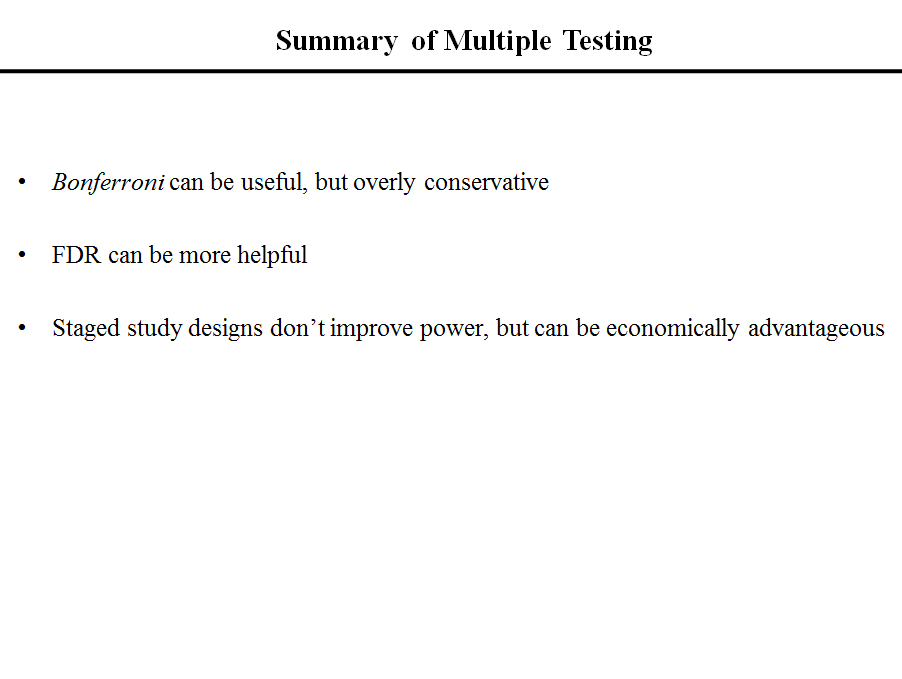 Summary of Multiple Testing
• Bonferroni can be useful, but overly conservative
• FDR can be more helpful
• Staged study designs don’t improve power, but can be economically advantageous